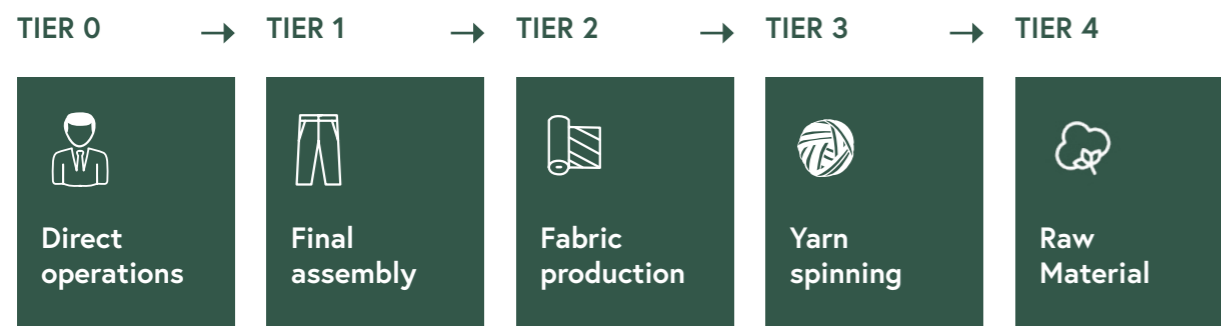 TIER 0 → TIER 1 → TIER 2 → TIER 3 → TIER 4
Direct
operations
Final
assembly
Fabric
production
Yarn
spinning
Raw
Material